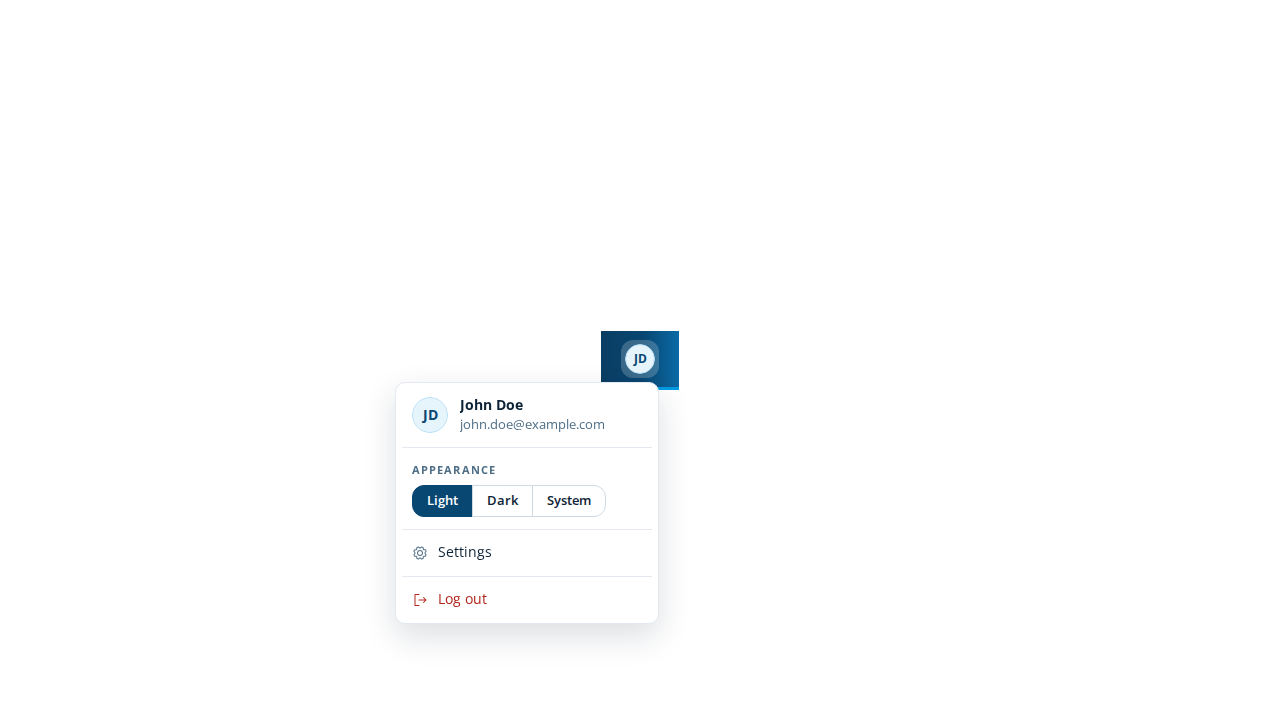 JD
JD
John Doe
john.doe@example.com
APPEARANCE
Light Dark System
Settings
Log out